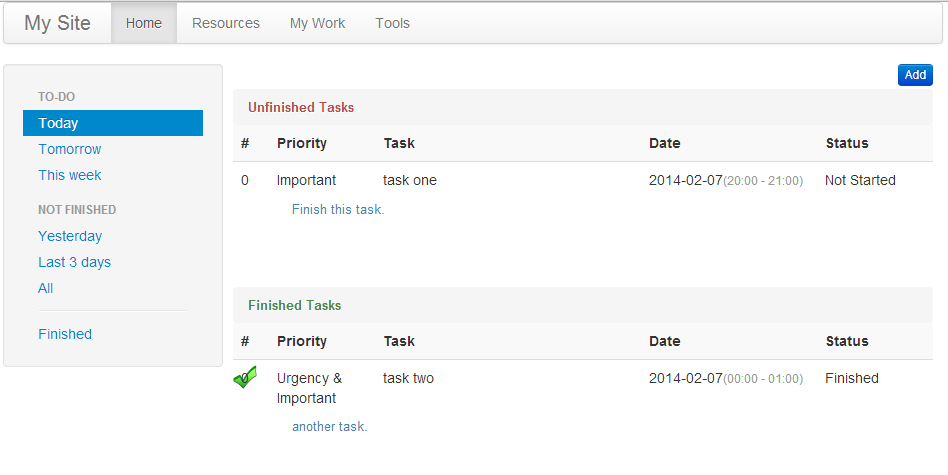 My Site Home Resources My Work Tools
TO-DO
Today
Tomorrow
This week
NOT FINISHED
Yesterday
Last 3 days
All
Finished
Add
Unfinished Tasks
# Priority Task Date Status
0 Important task one 2014-02-07(20:00 - 21:00) Not Started
Finish this task.
Finished Tasks
# Priority Task Date Status
0 Urgency & task two 2014-02-07(00:00 - 01:00) Finished
Important
another task.